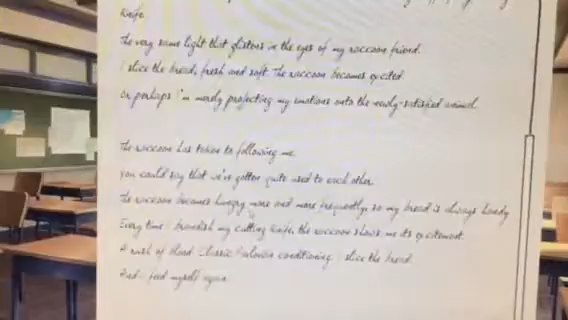 knife.
The very same light that glistens in the eyes of my raccoon friend.
I slice the bread, fresh and soft. The raccoon becomes excited.
Or perhaps I'm merely projecting my emotions onto the newly-satisfied animal.
The raccoon has taken to following me.
You could say that we've gotten quite used to each other.
The raccoon becomes hungry more and more frequently, so my bread is always handy.
Every time I brandish my cutting knife, the raccoon shows me its excitement.
A rush of blood. Classic Pavlovian conditioning. I slice the bread.
And I feed myself again.